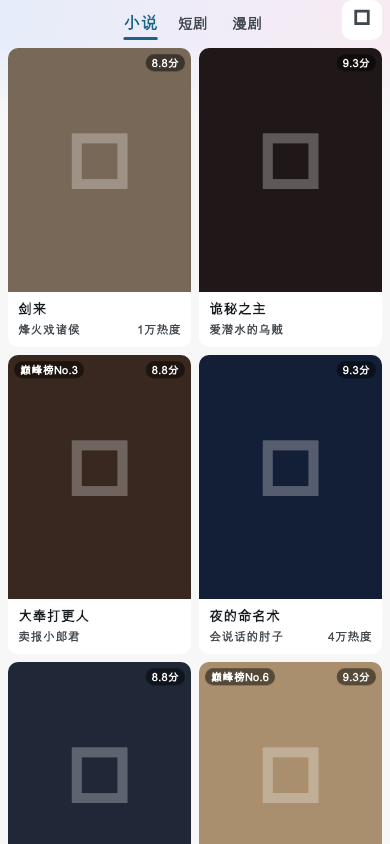 小说 短剧 漫剧
8.8分
9.3分
剑来
烽火戏诸侯 1万热度
诡秘之主
爱潜水的乌贼
巅峰榜No.3 8.8分
9.3分
大奉打更人
卖报小郎君
夜的命名术
会说话的肘子 4万热度
8.8分
巅峰榜No.6 9.3分